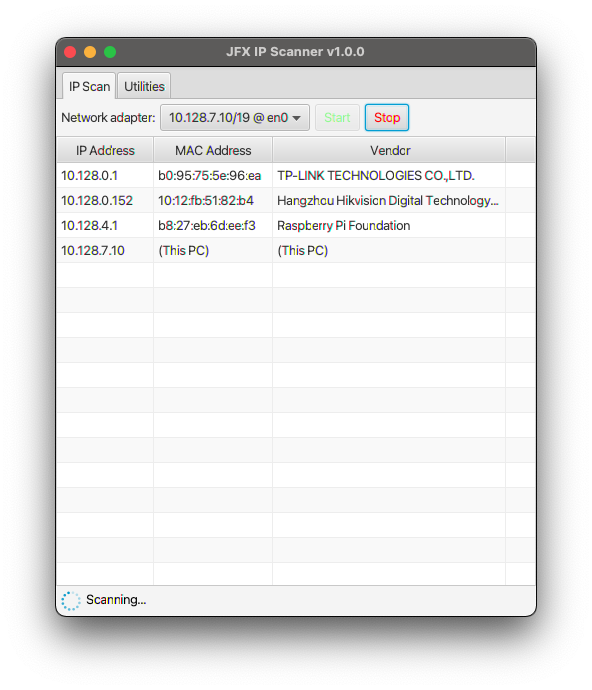 JFX IP Scanner v1.0.0
IP Scan Utilities
Network adapter: 10.128.7.10/19 @ en0 Start Stop
IP Address MAC Address Vendor
10.128.0.1 b0:95:75:5e:96:ea TP-LINK TECHNOLOGIES CO.,LTD.
10.128.0.152 10:12:fb:51:82:b4 Hangzhou Hikvision Digital Technology...
10.128.4.1 b8:27:eb:6d:ee:f3 Raspberry Pi Foundation
10.128.7.10 (This PC) (This PC)
Scanning...